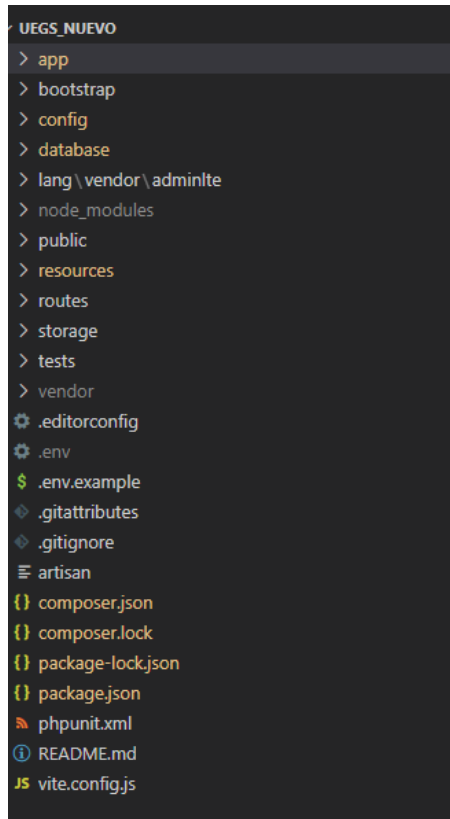 UEGS_NUEVO
app
bootstrap
config
database
lang\vendor\adminlte
node_modules
public
resources
routes
storage
tests
vendor
.editorconfig
.env
$ .env.example
.gitattributes
.gitignore
artisan
{} composer.json
{} composer.lock
{} package-lock.json
{} package.json
phpunit.xml
README.md
JS vite.config.js